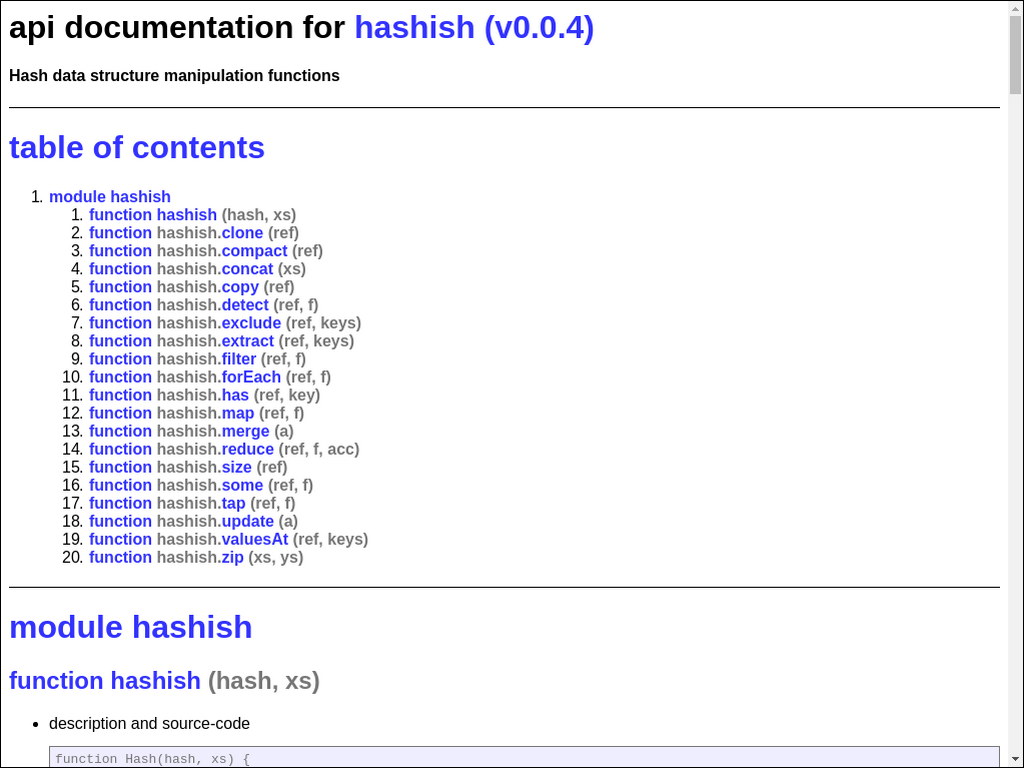 api documentation for hashish (v0.0.4)
Hash data structure manipulation functions
table of contents
1. module hashish
1. function hashish (hash, xs)
2. function hashish.clone (ref)
3. function hashish.compact (ref)
4. function hashish.concat (xs)
5. function hashish.copy (ref)
6. function hashish.detect (ref, f)
7. function hashish.exclude (ref, keys)
8. function hashish.extract (ref, keys)
9. function hashish.filter (ref, f)
10. function hashish.forEach (ref, f)
11. function hashish.has (ref, key)
12. function hashish.map (ref, f)
13. function hashish.merge (a)
14. function hashish.reduce (ref, f, acc)
15. function hashish.size (ref)
16. function hashish.some (ref, f)
17. function hashish.tap (ref, f)
18. function hashish.update (a)
19. function hashish.valuesAt (ref, keys)
20. function hashish.zip (xs, ys)
module hashish
function hashish (hash, xs)
• description and source-code
function Hash(hash, xs) {